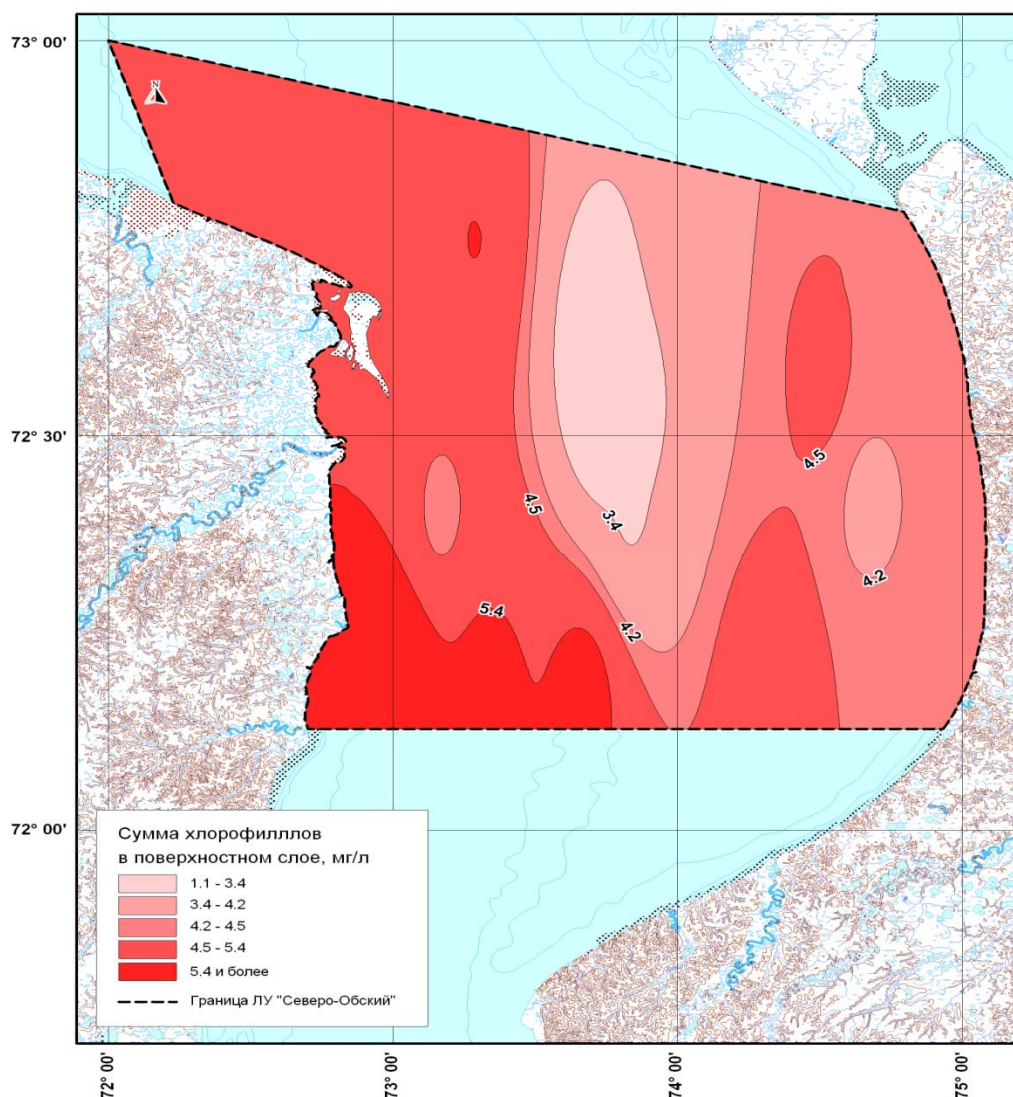 73° 00'
N
72° 30'
4.5
4.5
3.4
4.2
5.4
4.2
72° 00'
Сумма хлорофилллов
в поверхностном слое, мг/л
1.1 - 3.4
3.4 - 4.2
4.2 - 4.5
4.5 - 5.4
5.4 и более
Граница ЛУ "Северо-Обский"
72° 00'
73° 00'
74° 00'
75° 00'